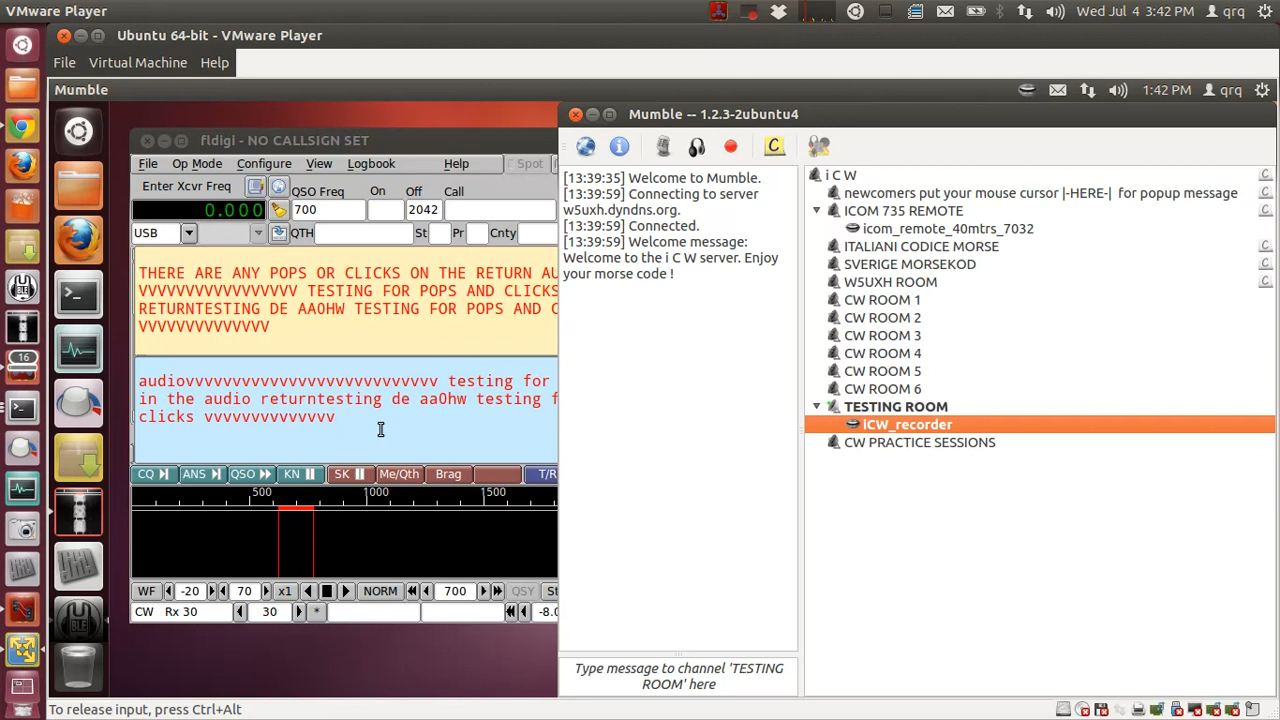 VMware Player
Wed Jul 4 3:42 PM
qrq
Ubuntu 64-bit - VMware Player
File Virtual Machine Help
Mumble
1:42 PM
qrq
fldigi - NO CALLSIGN SET
File Op Mode Configure View Logbook Help
Spot
Enter Xcvr Freq
QSO Freq On Off Call
0.000
700
2042
USB
QTH St Pr Cnty
THERE ARE ANY POPS OR CLICKS ON THE RETURN AU
VVVVVVVVVVVVVVVVV TESTING FOR POPS AND CLICKS
RETURNTESTING DE AA0HW TESTING FOR POPS AND C
VVVVVVVVVVVVVV
audiovvvvvvvvvvvvvvvvvvvvvvvvvvv testing for
in the audio returntesting de aa0hw testing f
clicks vvvvvvvvvvvvvv
CQ ANS QSO KN SK Me/Qth Brag T/R
500 1000 1500
WF -20 70 x1 NORM 700 QSY St
CW Rx 30 30 * -8.0
Mumble -- 1.2.3-2ubuntu4
[13:39:35] Welcome to Mumble.
[13:39:59] Connecting to server
w5uxh.dyndns.org.
[13:39:59] Connected.
[13:39:59] Welcome message:
Welcome to the i C W server. Enjoy
your morse code !
Type message to channel 'TESTING
ROOM' here
i C W
newcomers put your mouse cursor |-HERE-| for popup message
ICOM 735 REMOTE
icom_remote_40mtrs_7032
ITALIANI CODICE MORSE
SVERIGE MORSEKOD
W5UXH ROOM
CW ROOM 1
CW ROOM 2
CW ROOM 3
CW ROOM 4
CW ROOM 5
CW ROOM 6
TESTING ROOM
iCW_recorder
CW PRACTICE SESSIONS
16
BLE
To release input, press Ctrl+Alt